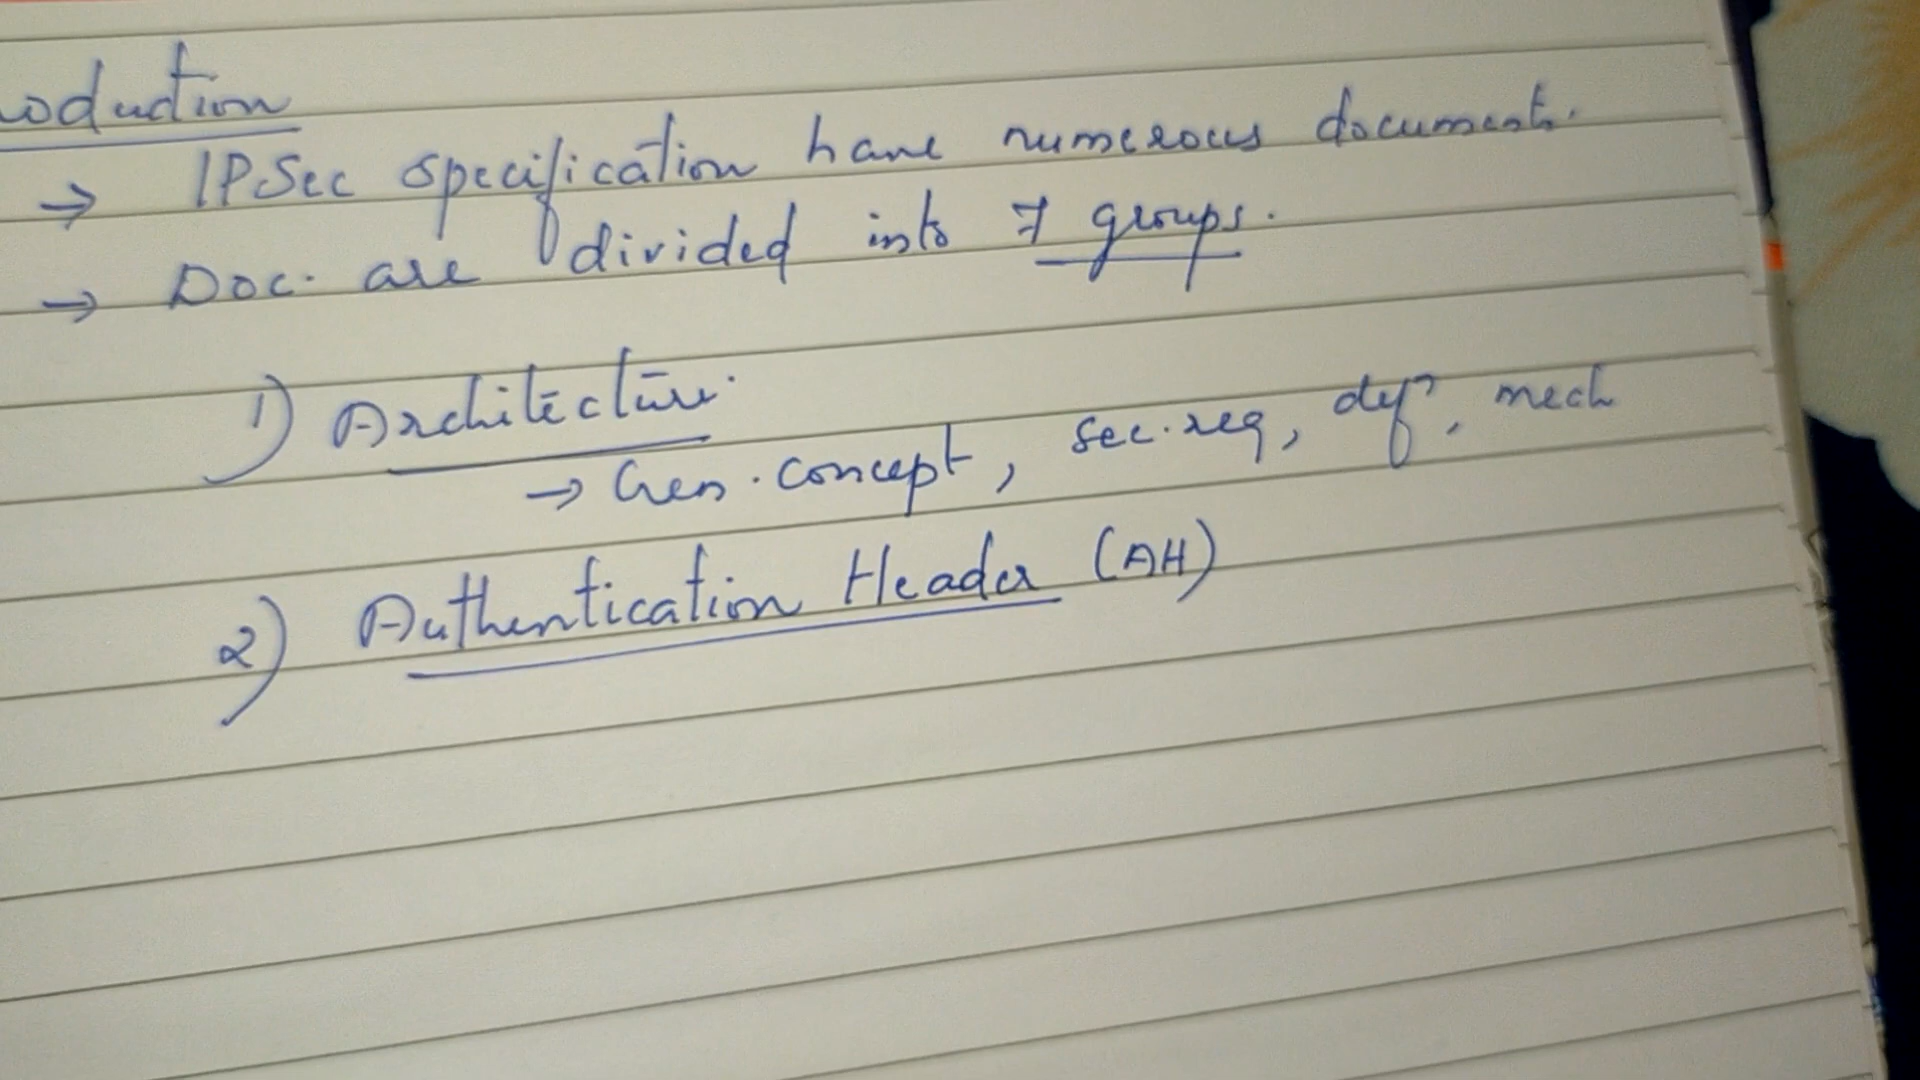 oduction
→ IPSec specification have numerous documents.
→ Doc. are divided into 7 groups.
1) Architecture.
→ Gen. concept, sec. req, defⁿ, mech
2) Authentication Header (AH)